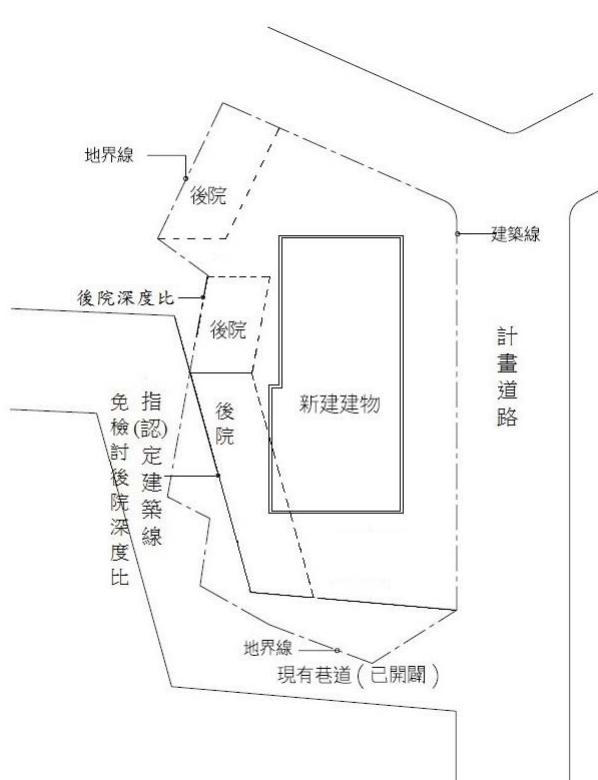 地界線
後院
建築線
後院深度比
後院
計畫道路
新建建物
後院
指(認)定建築線
免檢討後院深度比
地界線
現有巷道(已開闢)